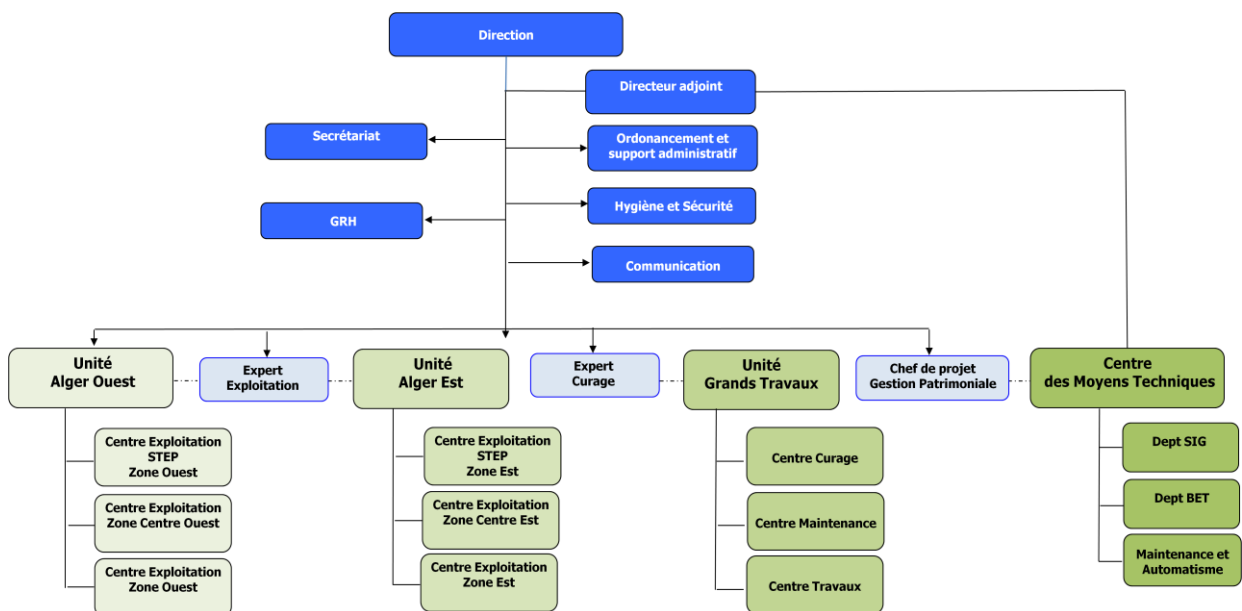 Direction
Directeur adjoint
Secrétariat
Ordonancement et
support administratif
Hygiène et Sécurité
GRH
Communication
Unité
Alger Ouest
Expert
Exploitation
Unité
Alger Est
Expert
Curage
Unité
Grands Travaux
Chef de projet
Gestion Patrimoniale
Centre
des Moyens Techniques
Centre Exploitation
STEP
Zone Ouest
Centre Exploitation
Zone Centre Ouest
Centre Exploitation
Zone Ouest
Centre Exploitation
STEP
Zone Est
Centre Exploitation
Zone Centre Est
Centre Exploitation
Zone Est
Centre Curage
Centre Maintenance
Centre Travaux
Dept SIG
Dept BET
Maintenance et
Automatisme